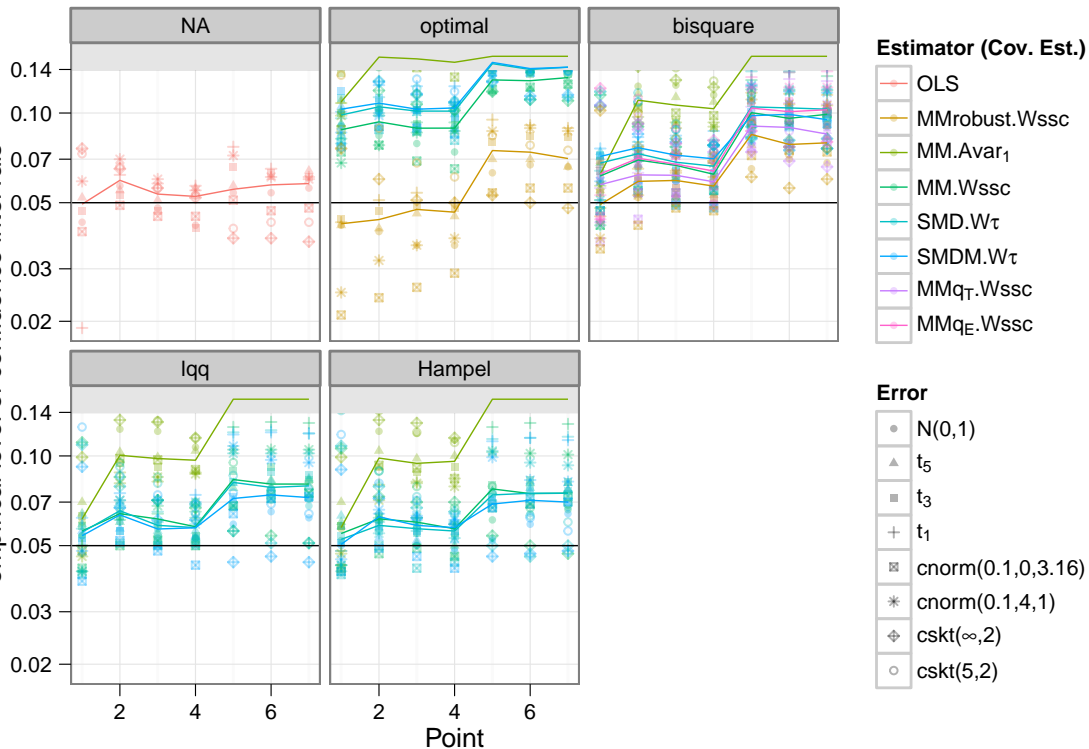 NA
optimal
bisquare
0.14
0.10
0.07
0.05
0.03
0.02
lqq
Hampel
0.14
0.10
0.07
0.05
0.03
0.02
2
4
6
2
4
6
Point
Estimator (Cov. Est.)
OLS
MMrobust.Wssc
MM.Avar₁
MM.Wssc
SMD.Wτ
SMDM.Wτ
MMqT.Wssc
MMqE.Wssc
Error
N(0,1)
t₅
t₃
t₁
cnorm(0.1,0,3.16)
cnorm(0.1,4,1)
cskt(∞,2)
cskt(5,2)